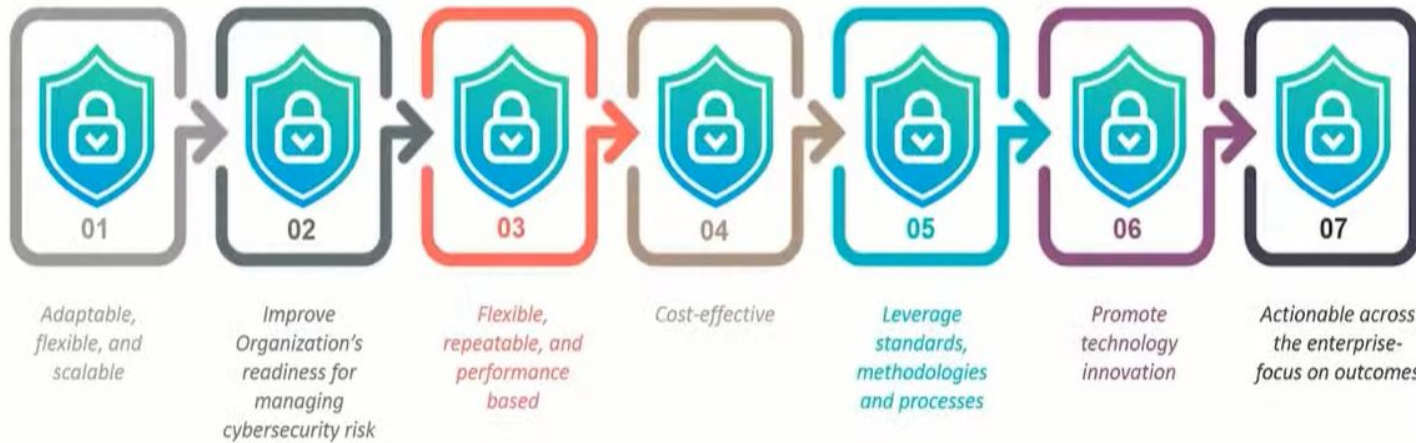 01
Adaptable,
flexible, and
scalable
02
Improve
Organization's
readiness for
managing
cybersecurity risk
03
Flexible,
repeatable, and
performance
based
04
Cost-effective
05
Leverage
standards,
methodologies
and processes
06
Promote
technology
innovation
07
Actionable across
the enterprise-
focus on outcomes